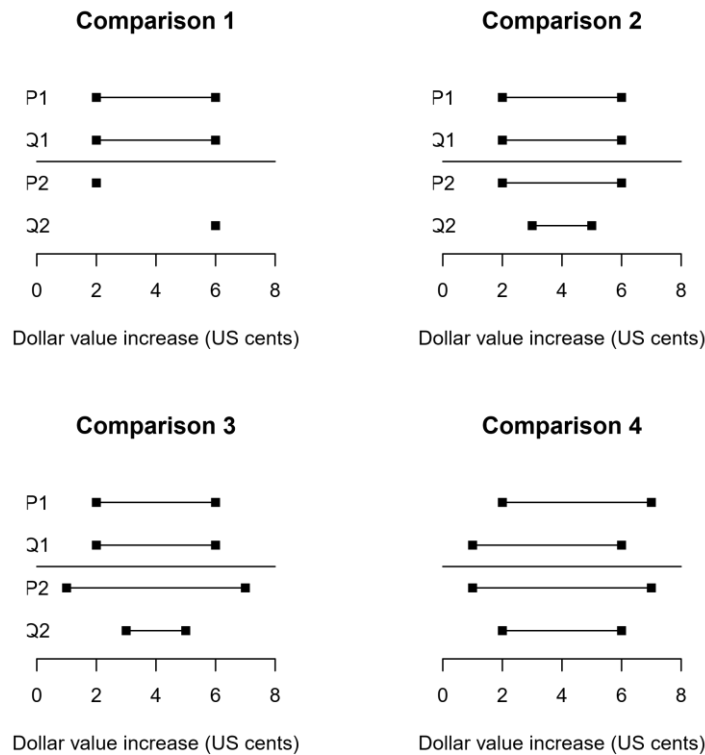 Comparison 1
P1
Q1
P2
Q2
0 2 4 6 8
Dollar value increase (US cents)
Comparison 2
P1
Q1
P2
Q2
0 2 4 6 8
Dollar value increase (US cents)
Comparison 3
P1
Q1
P2
Q2
0 2 4 6 8
Dollar value increase (US cents)
Comparison 4
P1
Q1
P2
Q2
0 2 4 6 8
Dollar value increase (US cents)